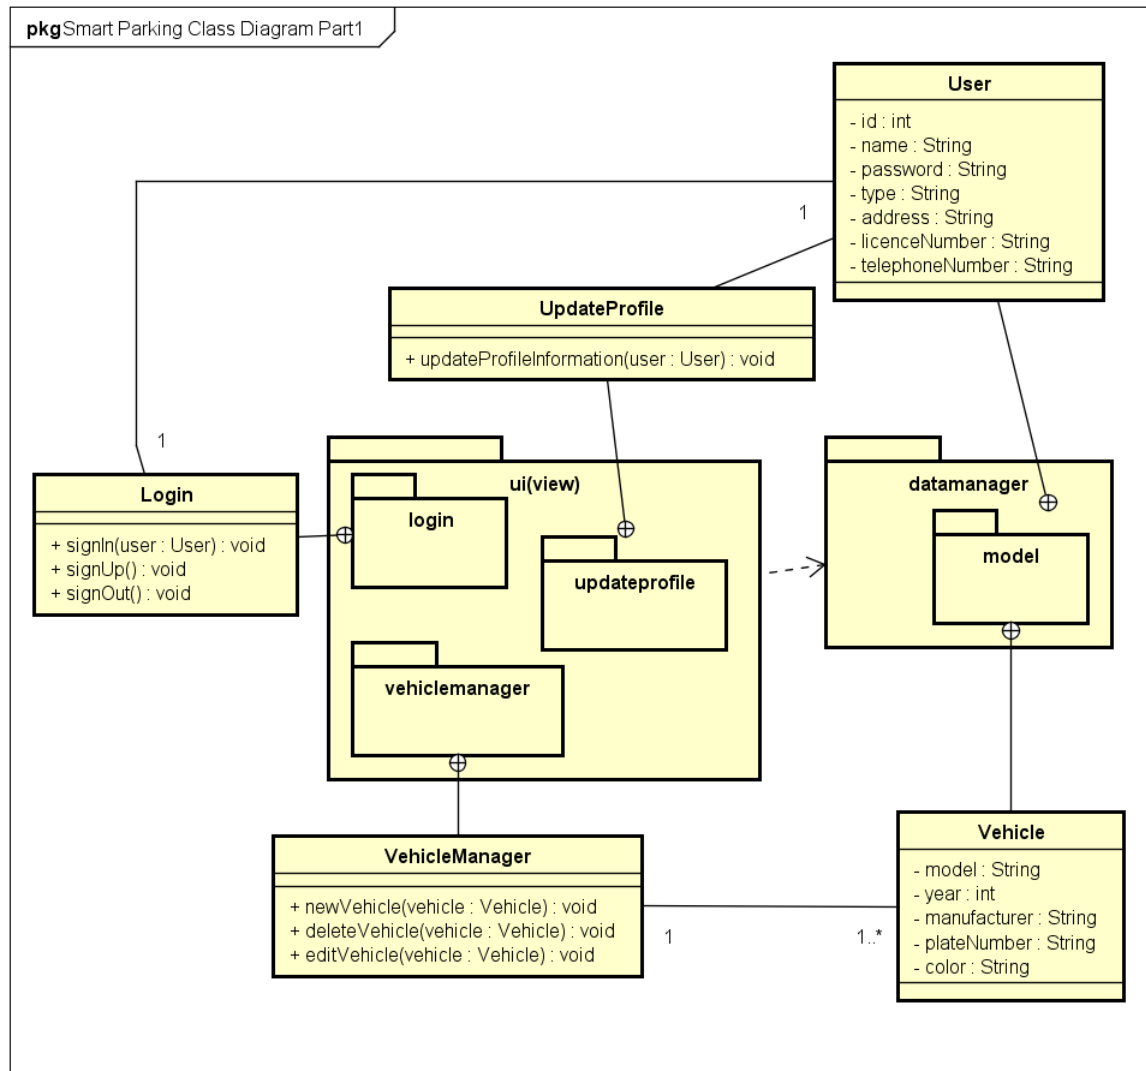 pkg Smart Parking Class Diagram Part1
User
- id : int
- name : String
- password : String
- type : String
- address : String
- licenceNumber : String
- telephoneNumber : String
1
UpdateProfile
+ updateProfileInformation(user : User) : void
1
Login
+ signIn(user : User) : void
+ signUp() : void
+ signOut() : void
ui(view)
login
updateprofile
vehiclemanager
datamanager
model
VehicleManager
+ newVehicle(vehicle : Vehicle) : void
+ deleteVehicle(vehicle : Vehicle) : void
+ editVehicle(vehicle : Vehicle) : void
1
1..*
Vehicle
- model : String
- year : int
- manufacturer : String
- plateNumber : String
- color : String